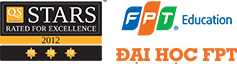 QS STARS
RATED FOR EXCELLENCE
2012
FPT Education
ĐẠI HỌC FPT